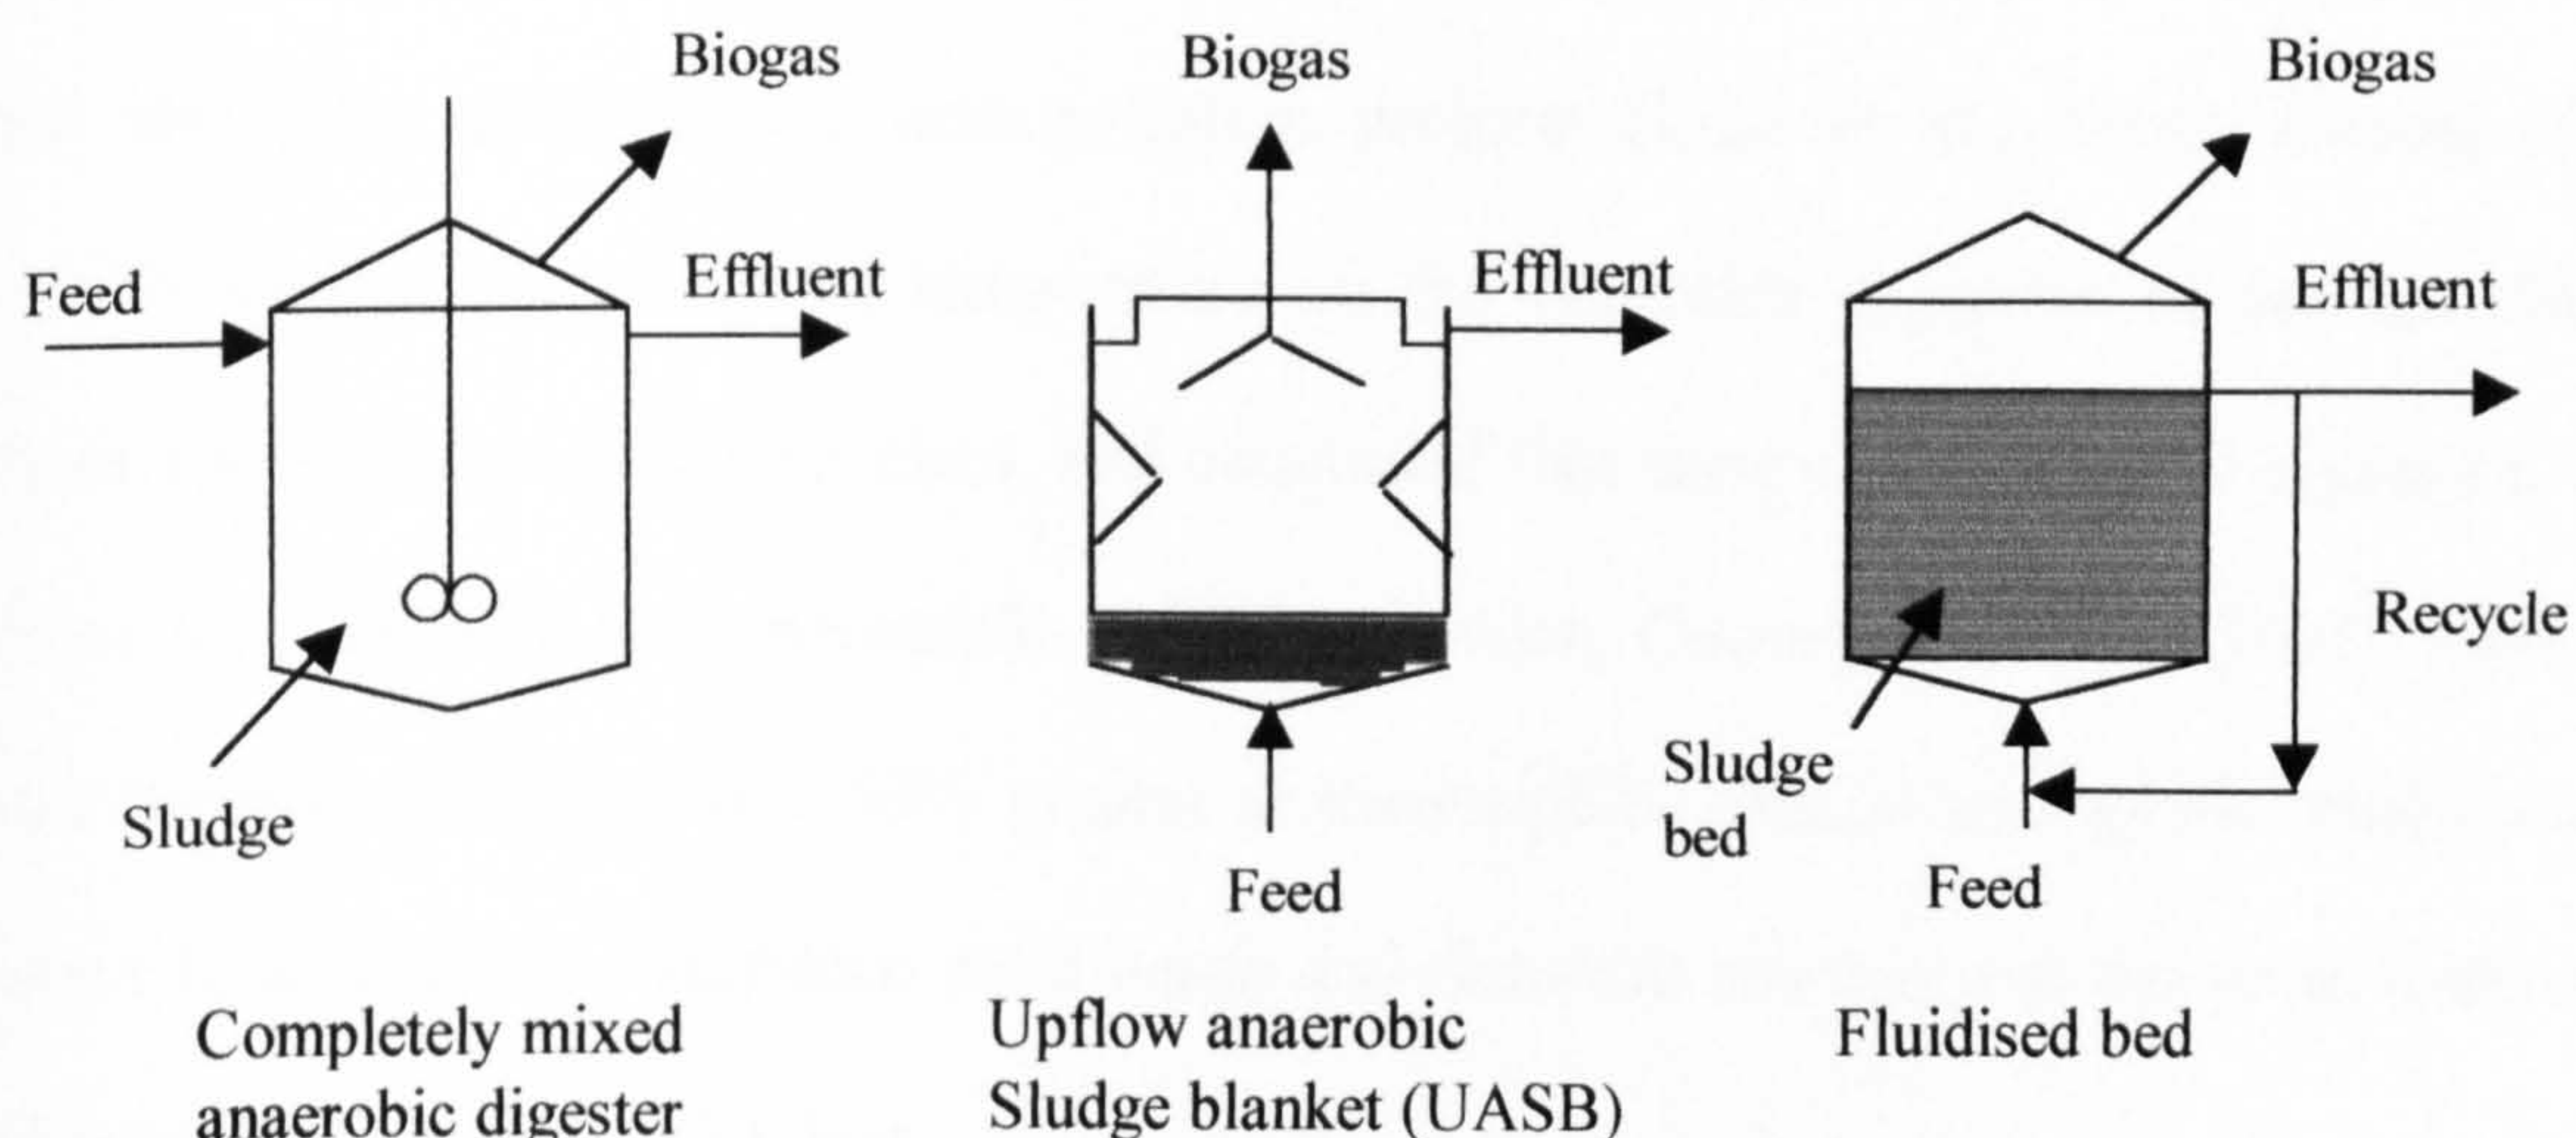 Biogas
Feed
Effluent
Sludge
Completely mixed
anaerobic digester
Biogas
Effluent
Feed
Upflow anaerobic
Sludge blanket (UASB)
Biogas
Effluent
Recycle
Sludge
bed
Feed
Fluidised bed